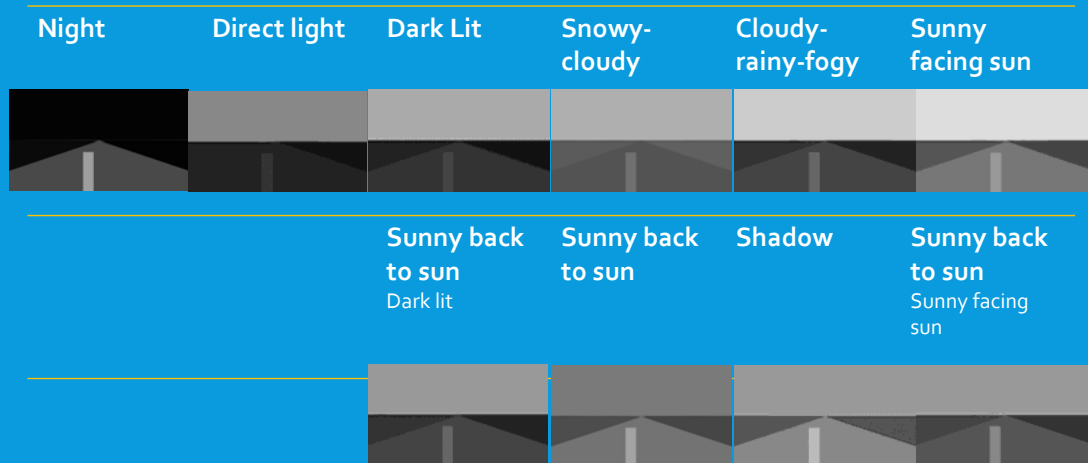 Night
Direct light
Dark Lit
Snowy-
cloudy
Cloudy-
rainy-fogy
Sunny
facing sun
Sunny back
to sun
Dark lit
Sunny back
to sun
Shadow
Sunny back
to sun
Sunny facing
sun